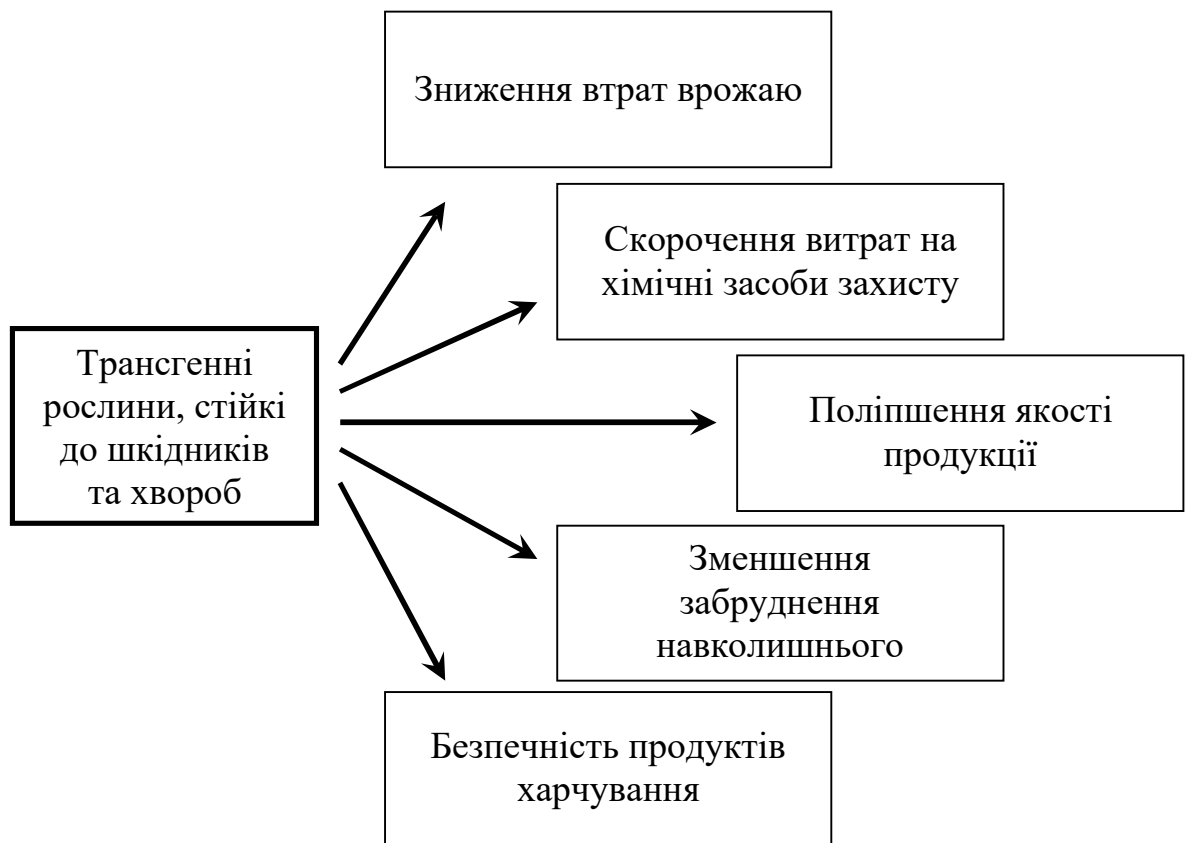 Зниження втрат врожаю
Скорочення витрат на
хімічні засоби захисту
Трансгенні
рослини, стійкі
до шкідників
та хвороб
Поліпшення якості
продукції
Зменшення
забруднення
навколишнього
Безпечність продуктів
харчування